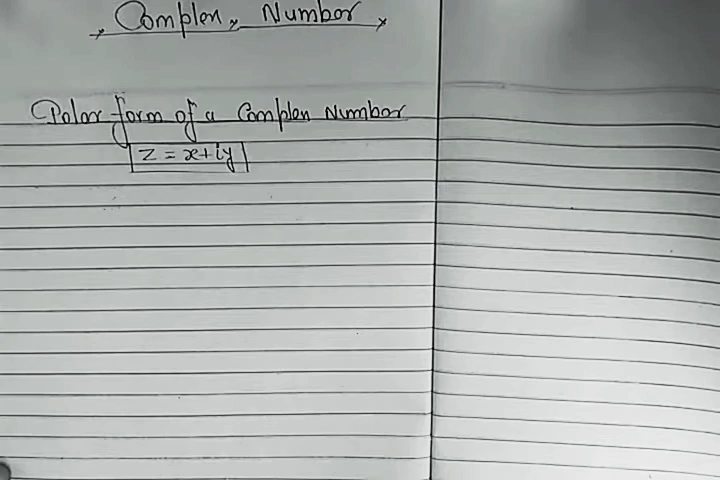 Complex Number
Polar form of a Complex Number
z = x+iy